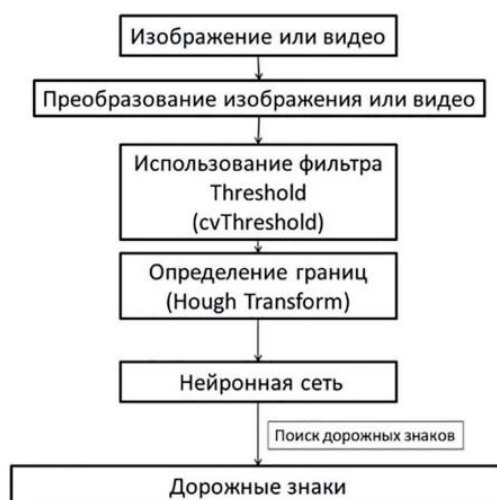 Изображение или видео
Преобразование изображения или видео
Использование фильтра
Threshold
(cvThreshold)
Определение границ
(Hough Transform)
Нейронная сеть
Поиск дорожных знаков
Дорожные знаки